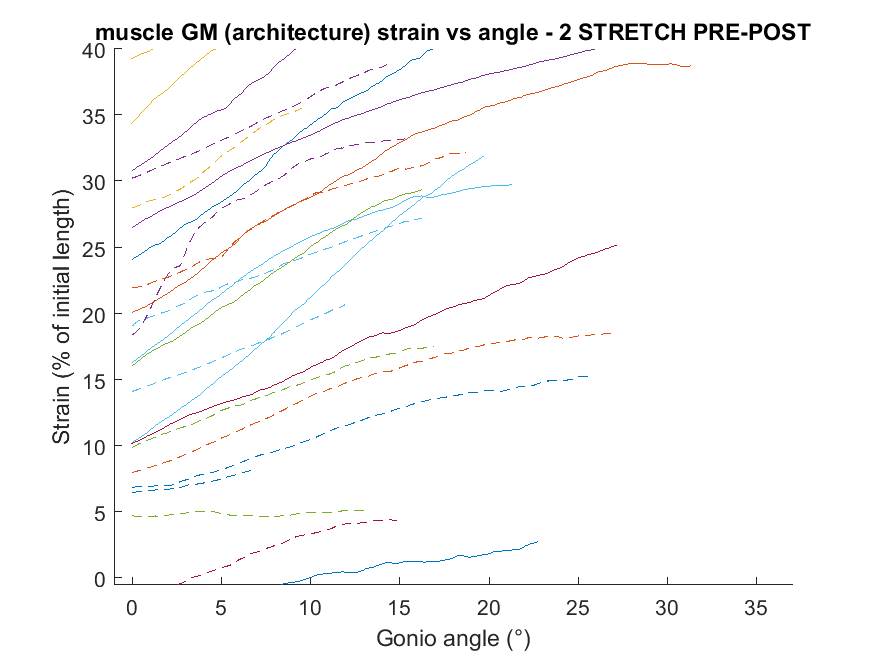 muscle GM (architecture) strain vs angle - 2 STRETCH PRE-POST
40
35
30
25
20
15
10
5
0
Strain (% of initial length)
0 5 10 15 20 25 30 35
Gonio angle (°)